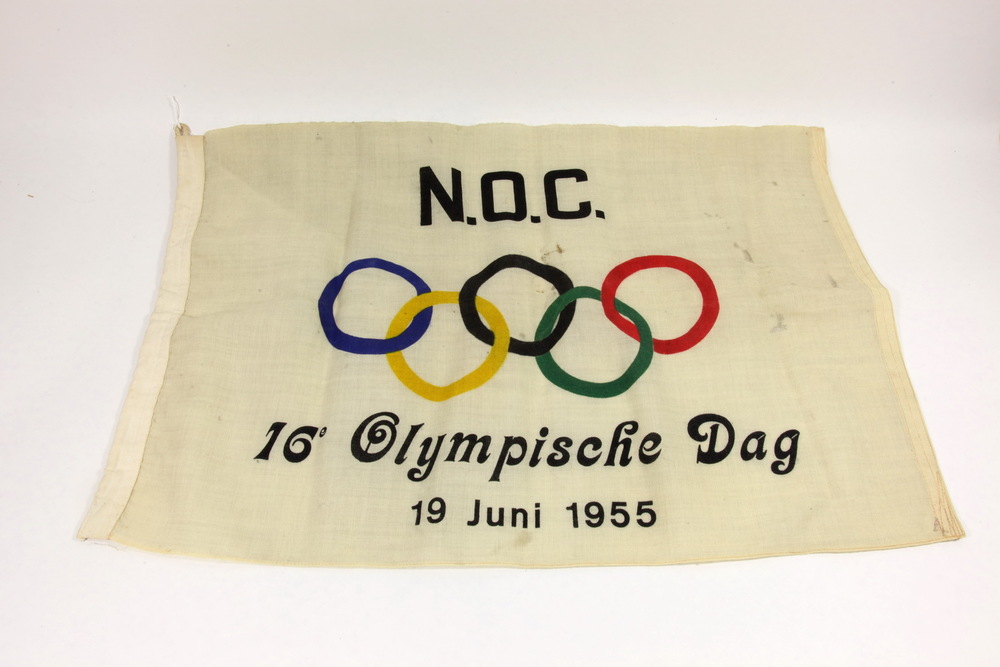 N.O.C.
16e Olympische Dag
19 Juni 1955